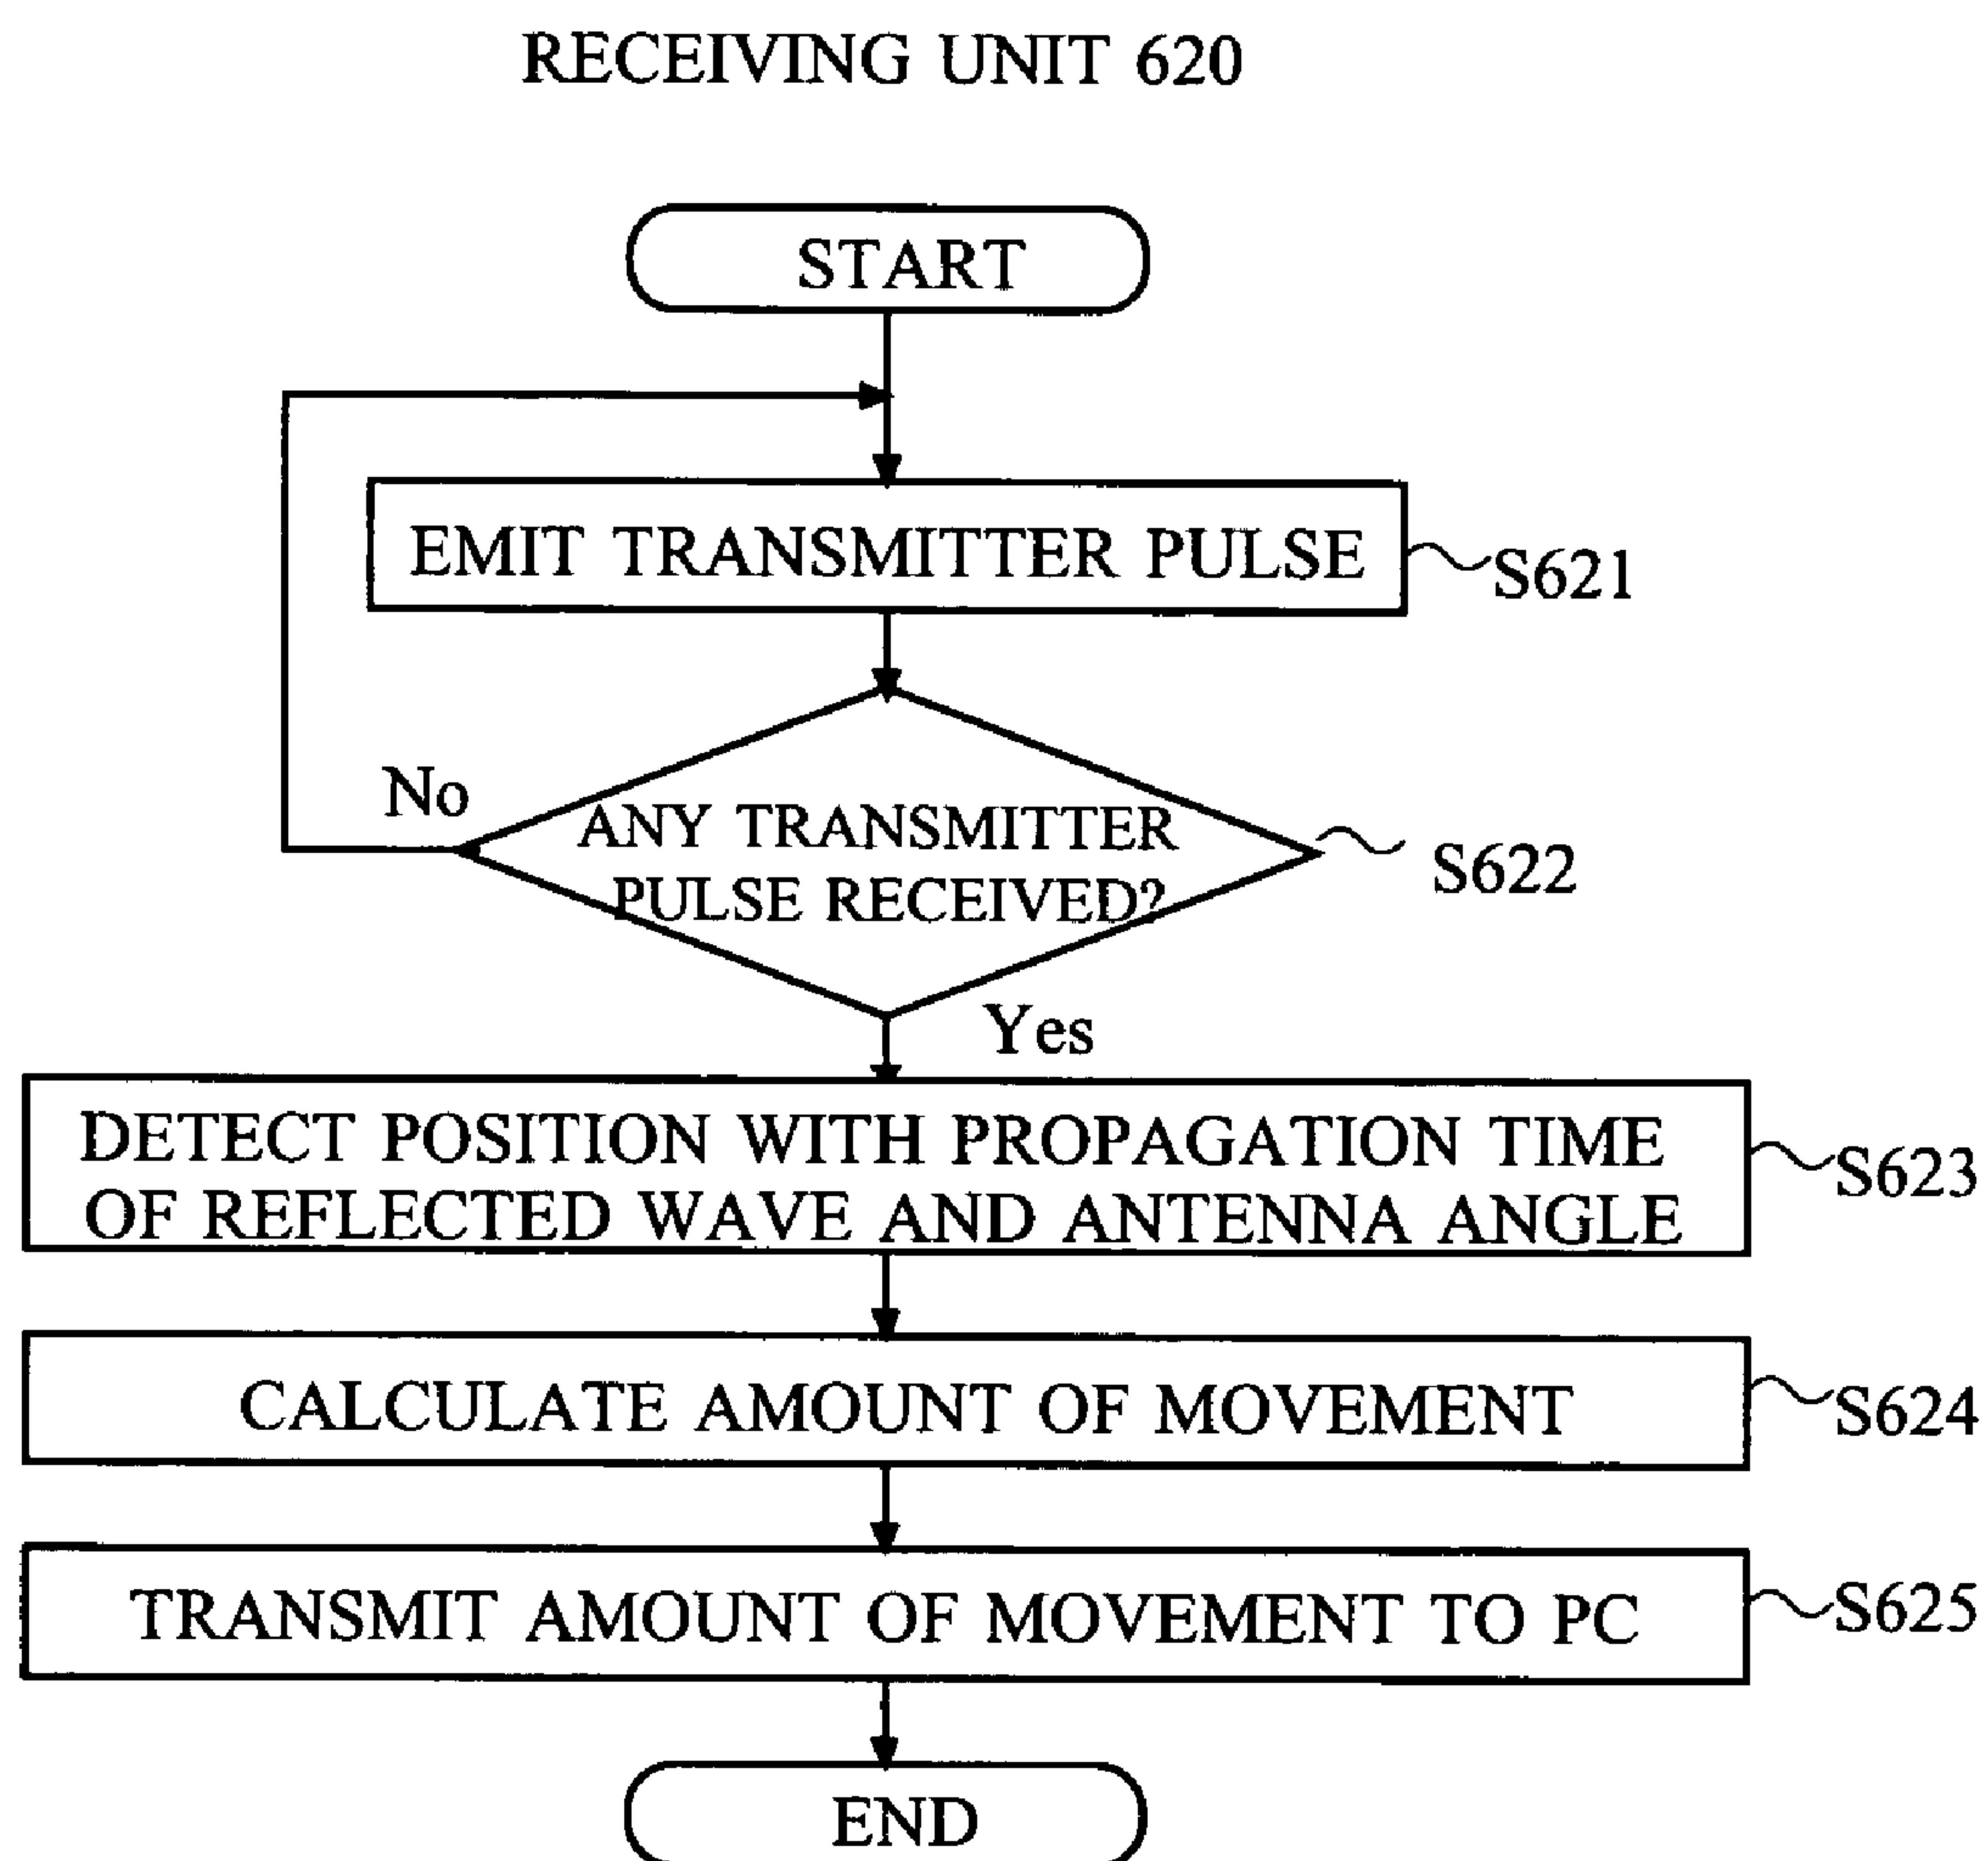 RECEIVING UNIT 620
START
EMIT TRANSMITTER PULSE
S621
No
ANY TRANSMITTER
PULSE RECEIVED?
S622
Yes
DETECT POSITION WITH PROPAGATION TIME
OF REFLECTED WAVE AND ANTENNA ANGLE
S623
CALCULATE AMOUNT OF MOVEMENT
S624
TRANSMIT AMOUNT OF MOVEMENT TO PC
S625
END